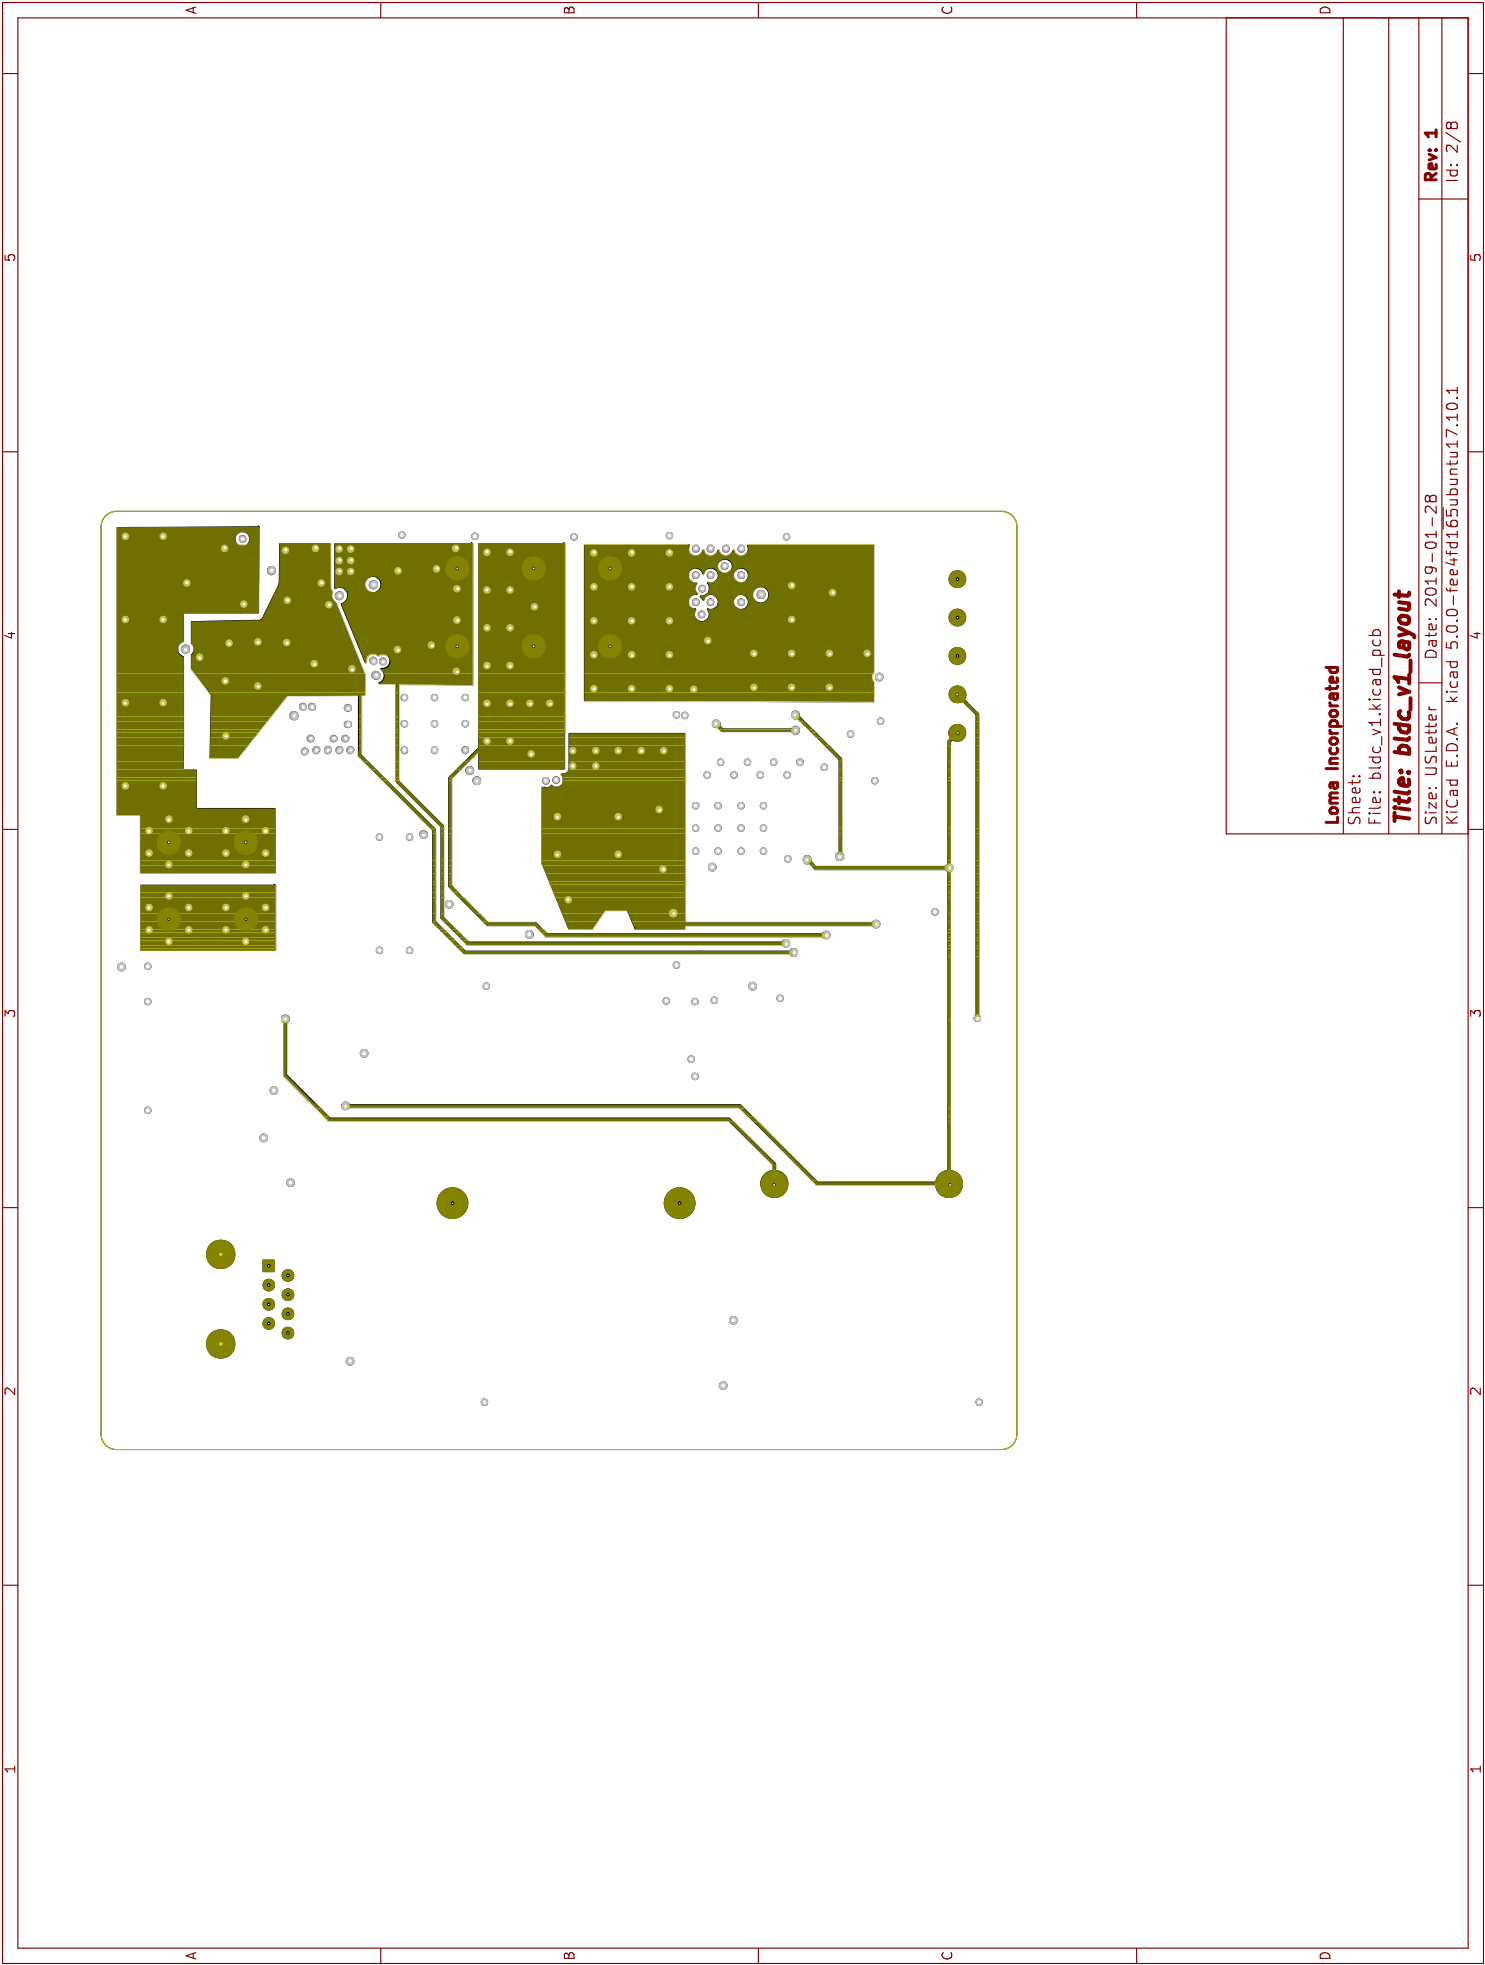 A
B
C
D
5
4
3
2
1
5
4
3
2
1
A
B
C
D
Loma Incorporated
Sheet:
File: bldc_v1.kicad_pcb
Title: bldc_v1_layout
Size: USLetter Date: 2019-01-28 Rev: 1
KiCad E.D.A. kicad 5.0.0-fee4fd1~65~ubuntu17.10.1 Id: 2/8